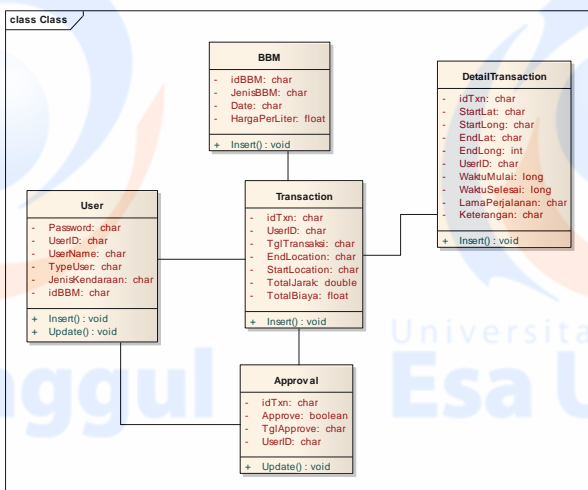 class Class
BBM
- idBBM: char
- JenisBBM: char
- Date: char
- HargaPerLiter: float
+ Insert() : void
DetailTransaction
- idTxn: char
- StartLat: char
- StartLong: char
- EndLat: char
- EndLong: int
- UserID: char
- WaktuMulai: long
- WaktuSelesai: long
- LamaPerjalanan: char
- Keterangan: char
+ Insert() : void
User
- Password: char
- UserID: char
- UserName: char
- TypeUser: char
- JenisKendaraan: char
- idBBM: char
+ Insert() : void
+ Update() : void
Transaction
- idTxn: char
- UserID: char
- TglTransaksi: char
- EndLocation: char
- StartLocation: char
- TotalJarak: double
- TotalBiaya: float
+ Insert() : void
Approval
- idTxn: char
- Approve: boolean
- TglApprove: char
- UserID: char
+ Update() : void
Universita
nggul Esa U